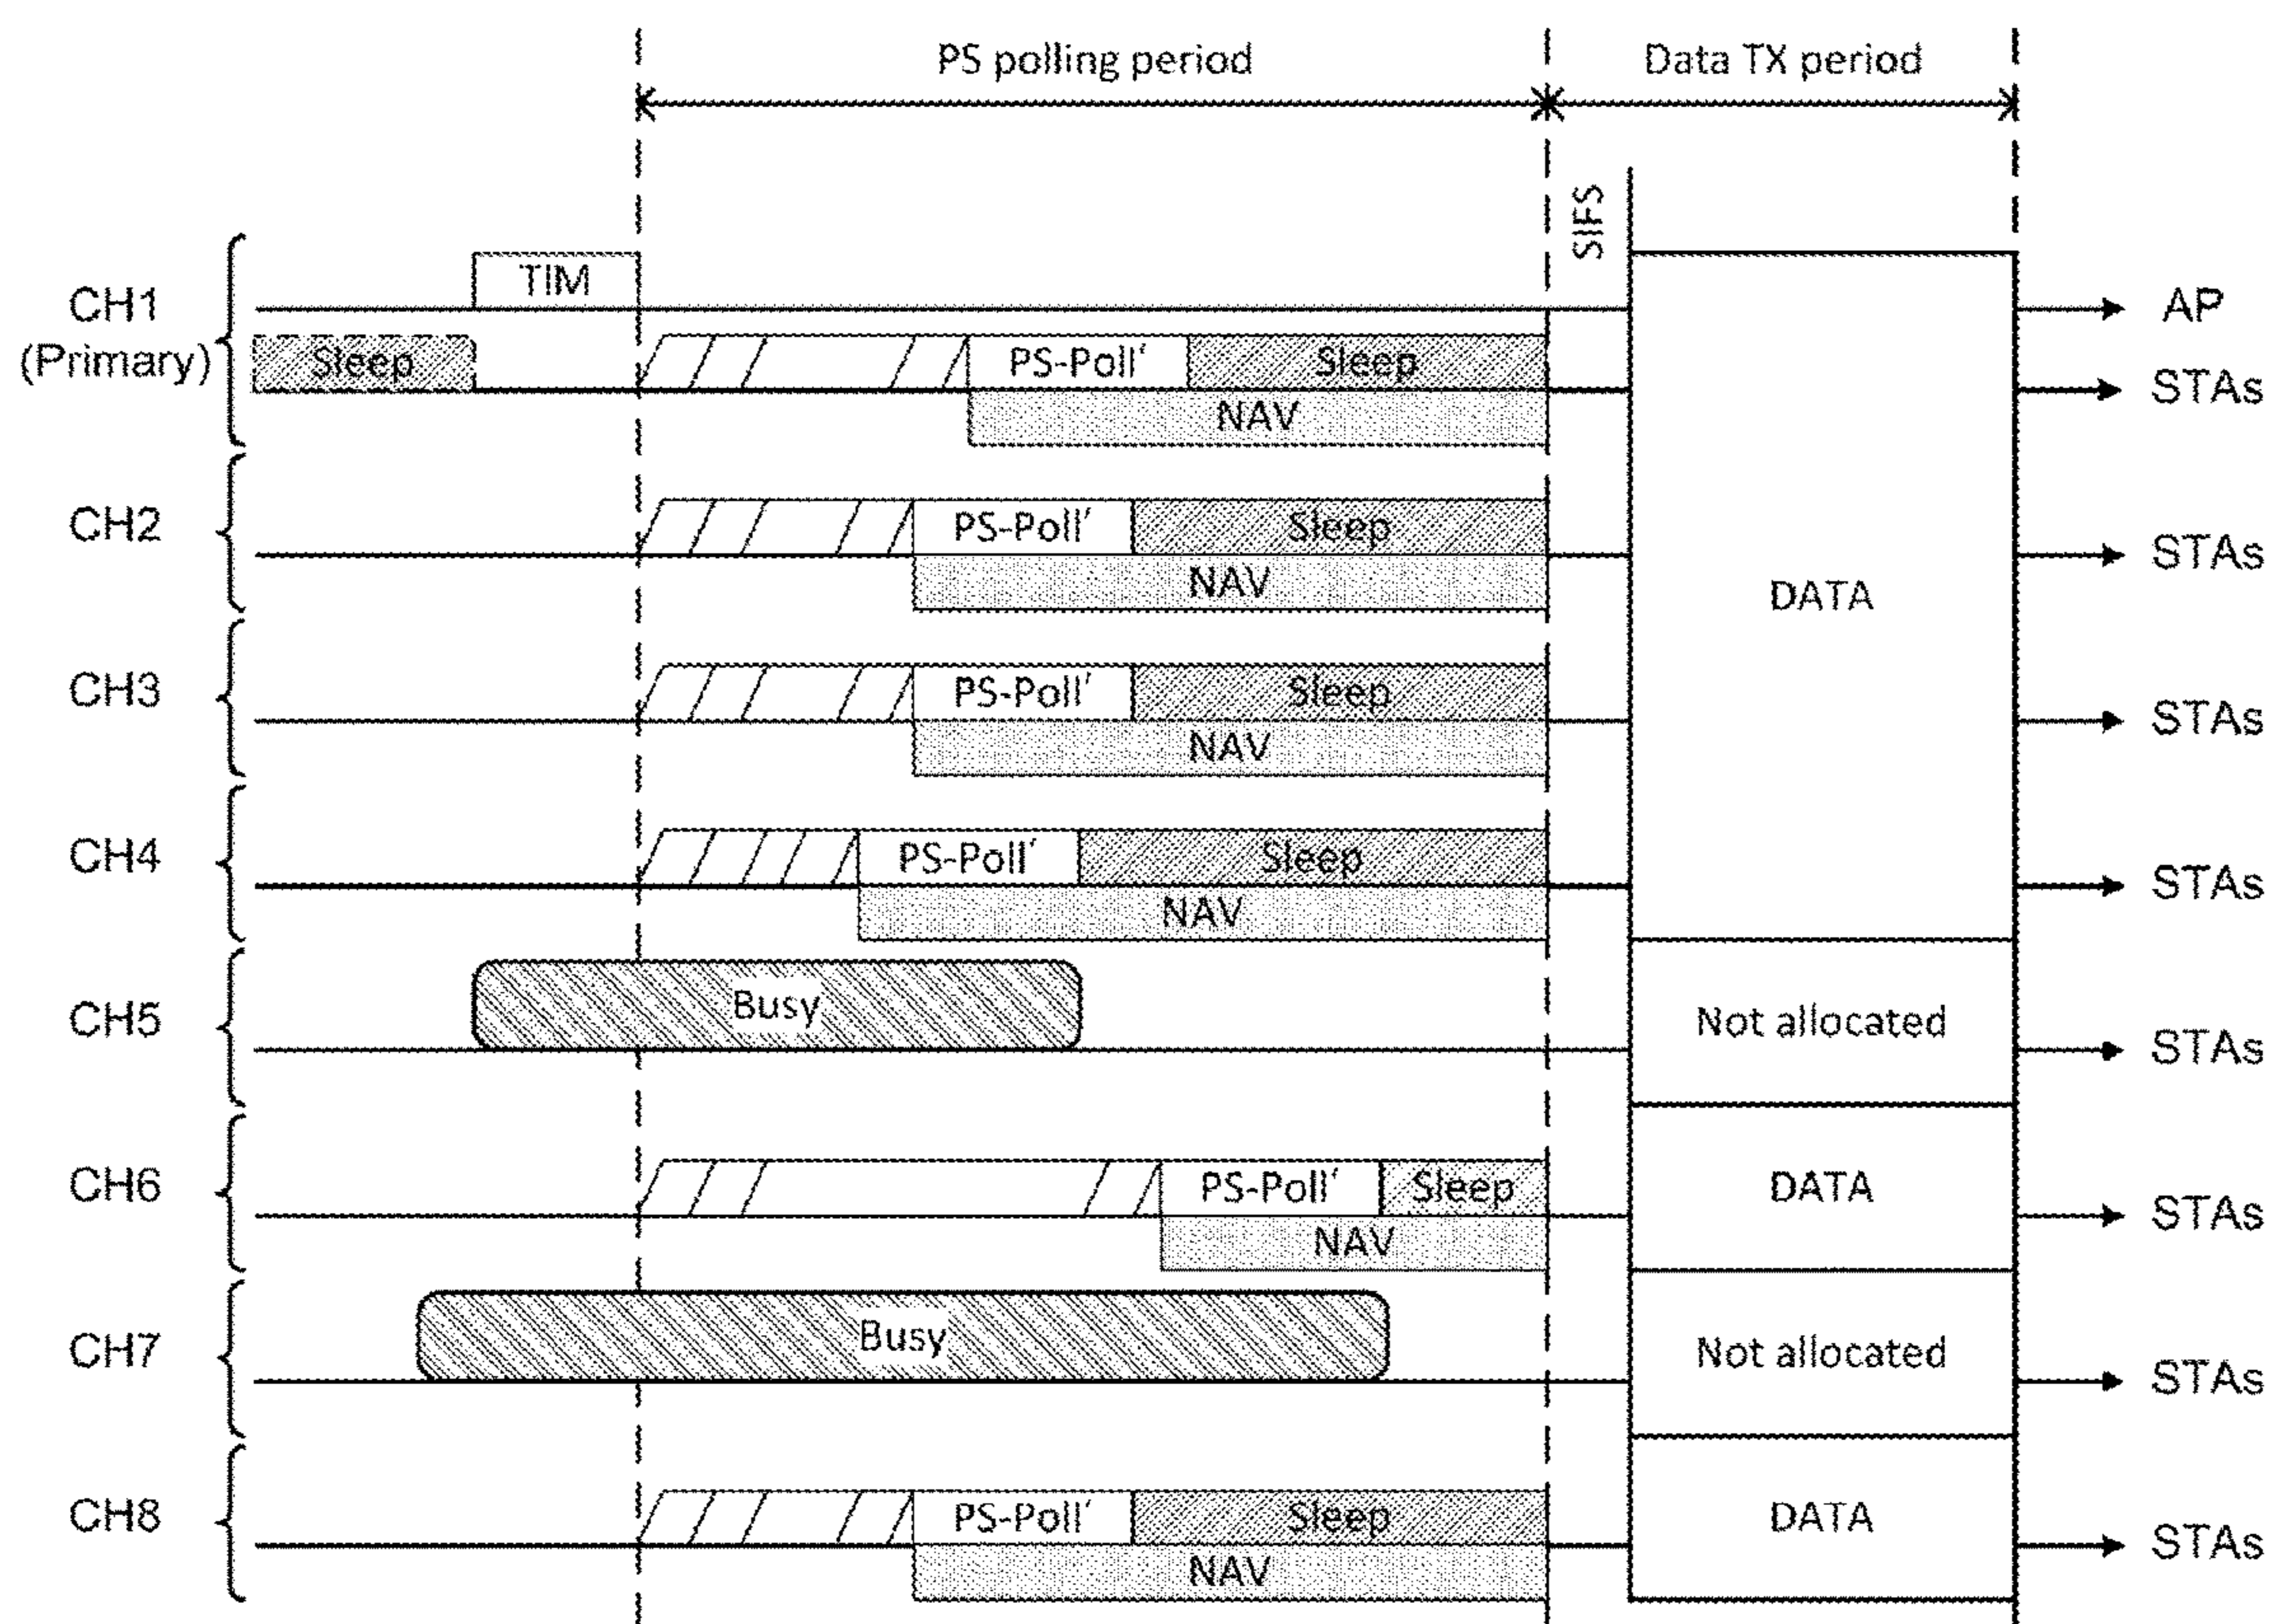 PS polling period
Data TX period
SIFS
CH1
(Primary)
TIM
AP
Sleep
PS-Poll'
Sleep
STAs
NAV
CH2
PS-Poll'
Sleep
STAs
NAV
DATA
CH3
PS-Poll'
Sleep
STAs
NAV
CH4
PS-Poll'
Sleep
STAs
NAV
CH5
Busy
Not allocated
STAs
CH6
PS-Poll'
Sleep
DATA
STAs
NAV
CH7
Busy
Not allocated
STAs
CH8
PS-Poll'
Sleep
DATA
STAs
NAV